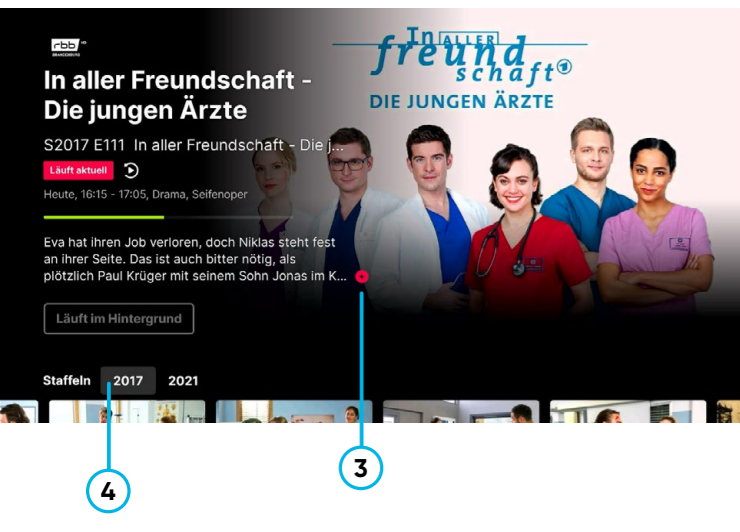 rbb HD
BRANDENBURG
In aller
freund
schaft®
DIE JUNGEN ÄRZTE
In aller Freundschaft -
Die jungen Ärzte
S2017 E111 In aller Freundschaft - Die j...
Läuft aktuell
Heute, 16:15 - 17:05, Drama, Seifenoper
Eva hat ihren Job verloren, doch Niklas steht fest
an ihrer Seite. Das ist auch bitter nötig, als
plötzlich Paul Krüger mit seinem Sohn Jonas im K...
Läuft im Hintergrund
Staffeln 2017 2021
3
4